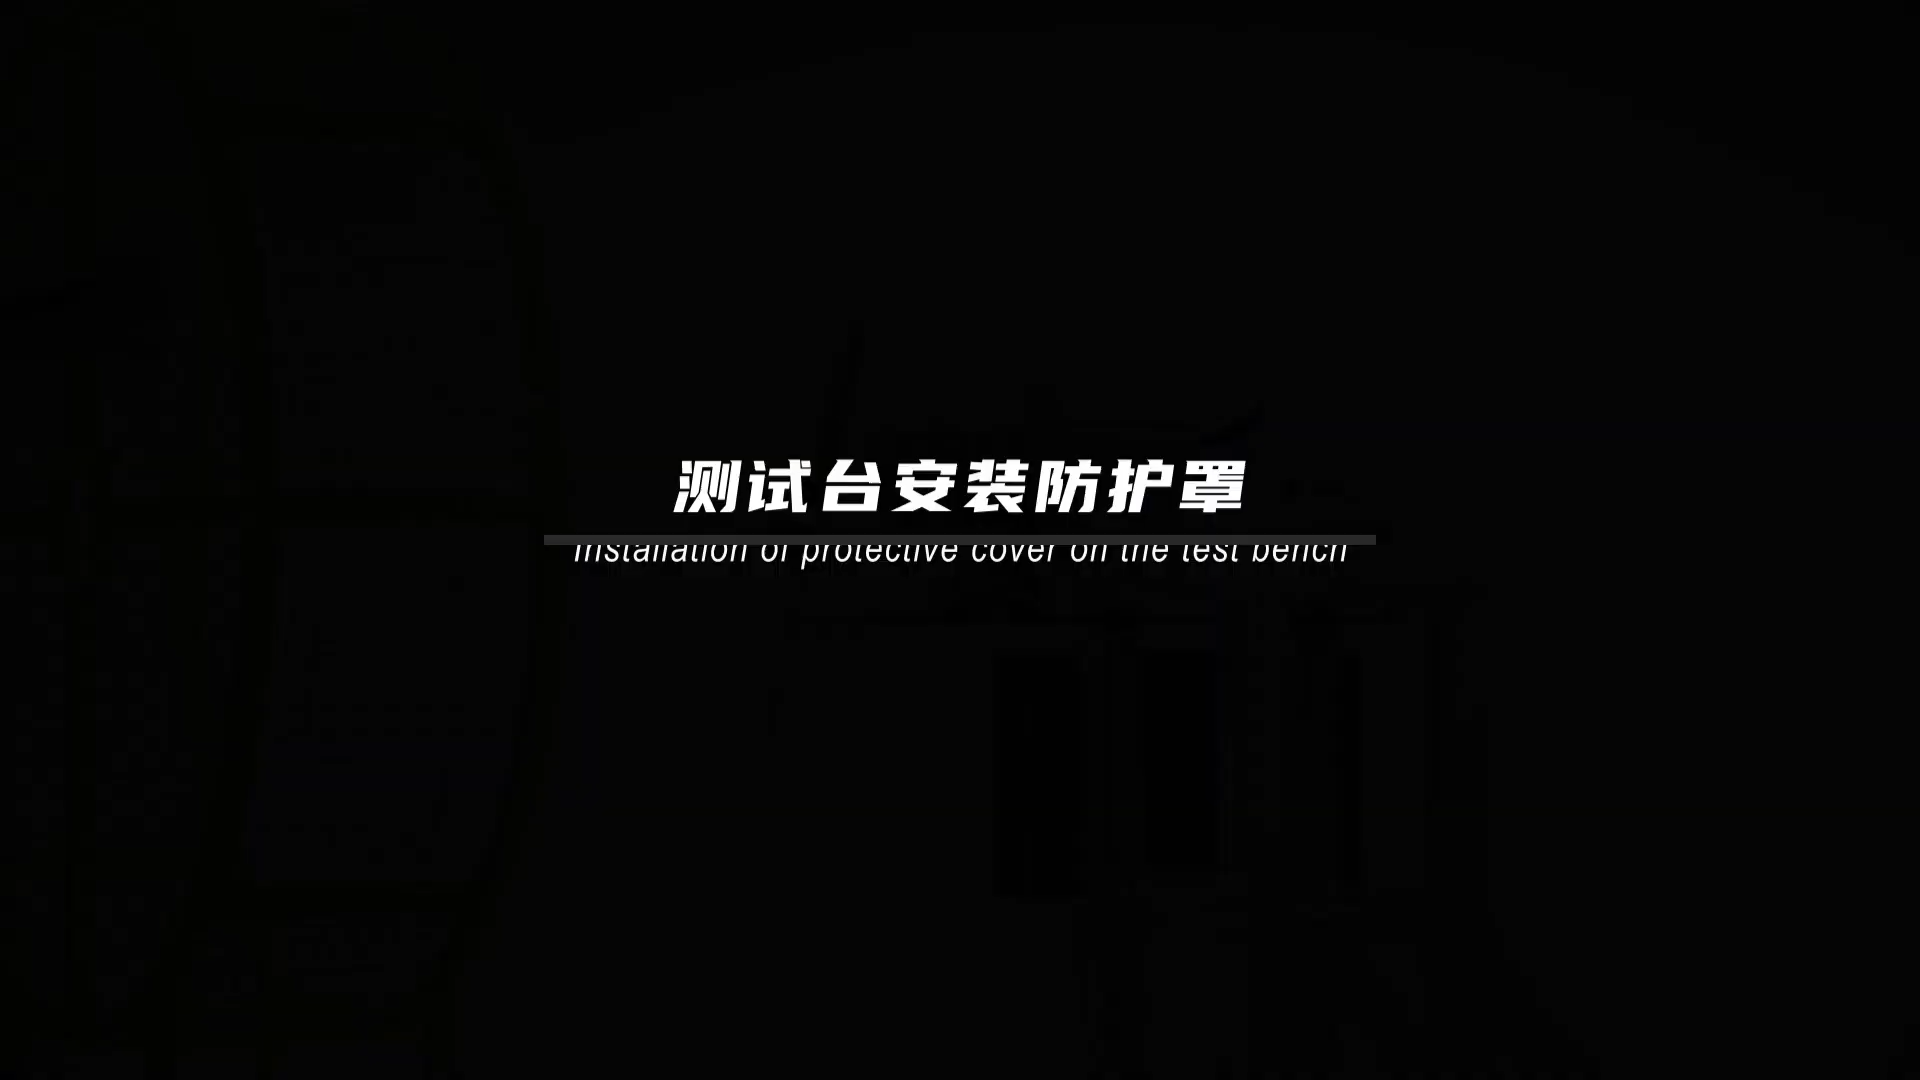 测试台安装防护罩
Installation of protective cover on the test bench